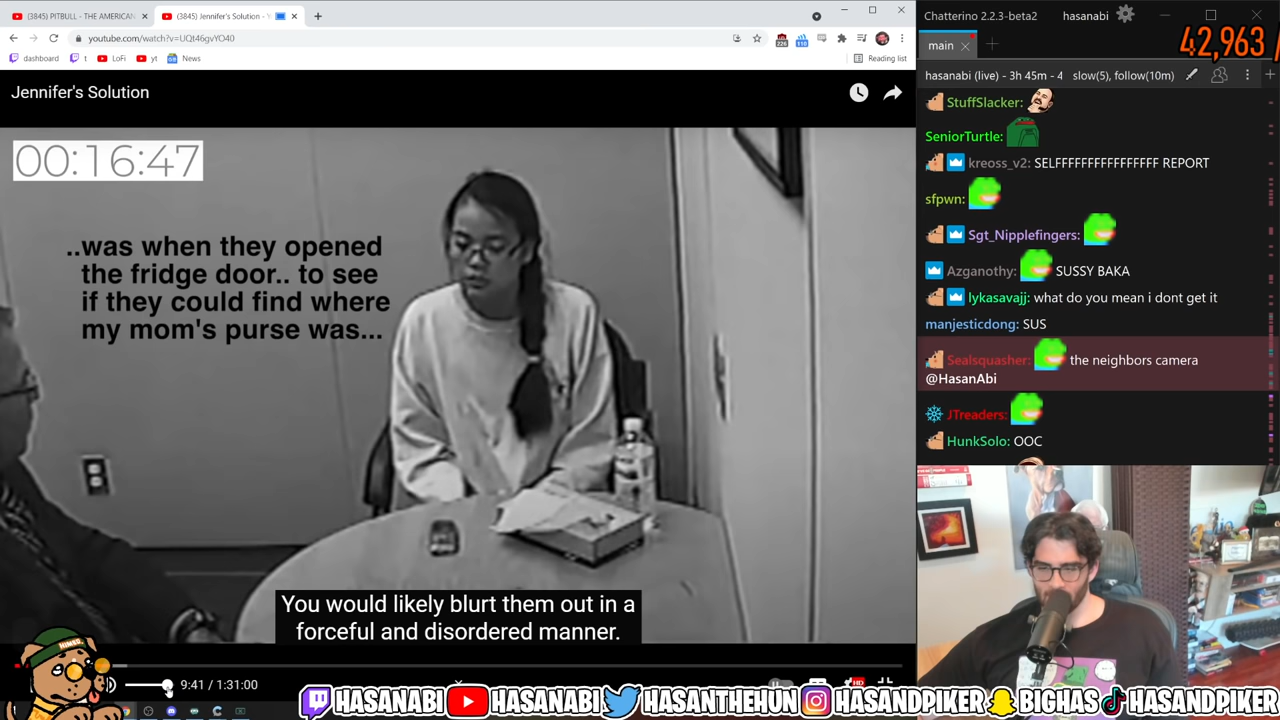 (3845) PITBULL - THE AMERICAN
(3845) Jennifer's Solution - Y
youtube.com/watch?v=UQt46gvYO40
dashboard
t
LoFi
yt
News
Reading list
Jennifer's Solution
00:16:47
..was when they opened
the fridge door.. to see
if they could find where
my mom's purse was...
You would likely blurt them out in a
forceful and disordered manner.
9:41 / 1:31:00
HD
Chatterino 2.2.3-beta2
hasanabi
42,963 /
main
hasanabi (live) - 3h 45m - 4
slow(5), follow(10m)
StuffSlacker:
SeniorTurtle:
kreoss_v2: SELFFFFFFFFFFFFFFFF REPORT
sfpwn:
Sgt_Nipplefingers:
Azganothy: SUSSY BAKA
lykasavajj: what do you mean i dont get it
manjesticdong: SUS
Sealsquasher: the neighbors camera
@HasanAbi
JTreaders:
HunkSolo: OOC
HASANABI HASANABI HASANTHEHUN HASANDPIKER BIGHAS HASANDPIKER